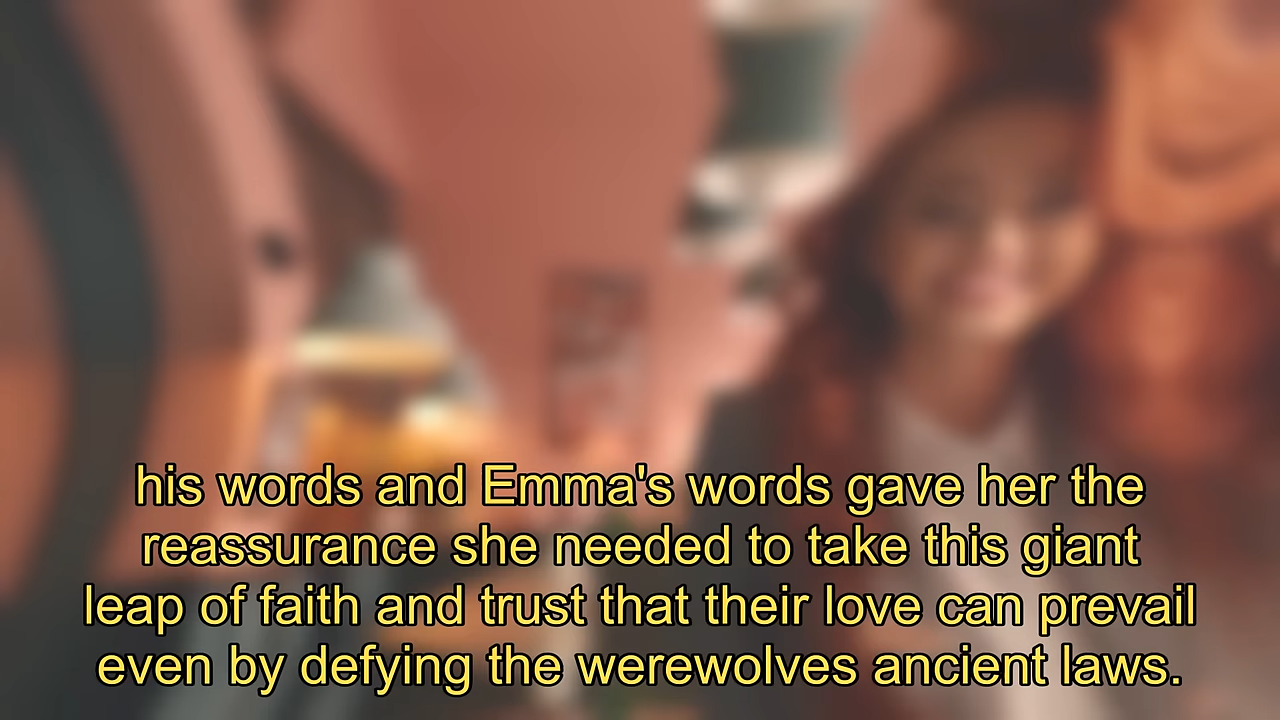 his words and Emma's words gave her the
reassurance she needed to take this giant
leap of faith and trust that their love can prevail
even by defying the werewolves ancient laws.